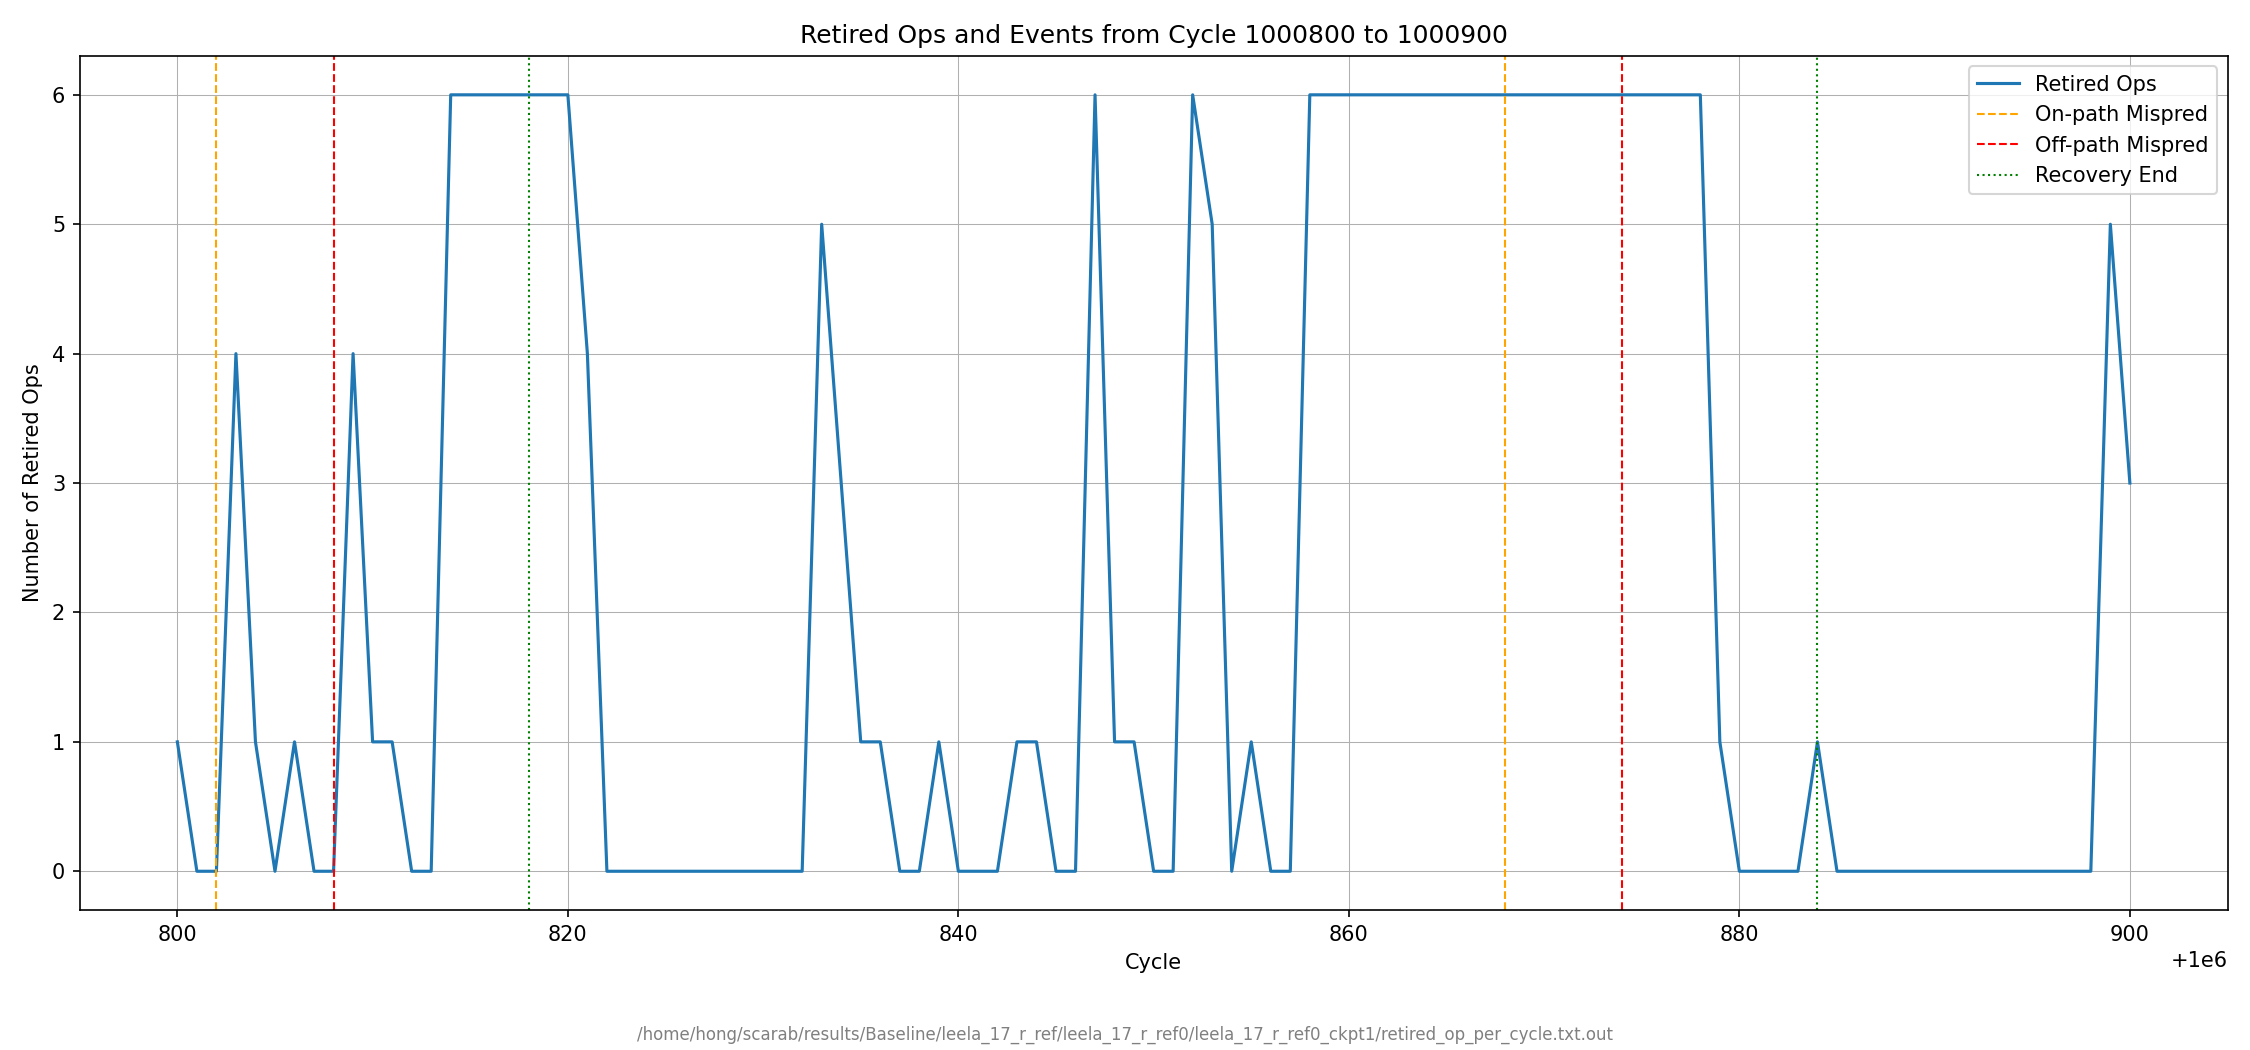 Retired Ops and Events from Cycle 1000800 to 1000900
Number of Retired Ops
6
5
4
3
2
1
0
Retired Ops
On-path Mispred
Off-path Mispred
Recovery End
800
820
840
860
880
900
Cycle
+1e6
/home/hong/scarab/results/Baseline/leela_17_r_ref/leela_17_r_ref0/leela_17_r_ref0_ckpt1/retired_op_per_cycle.txt.out